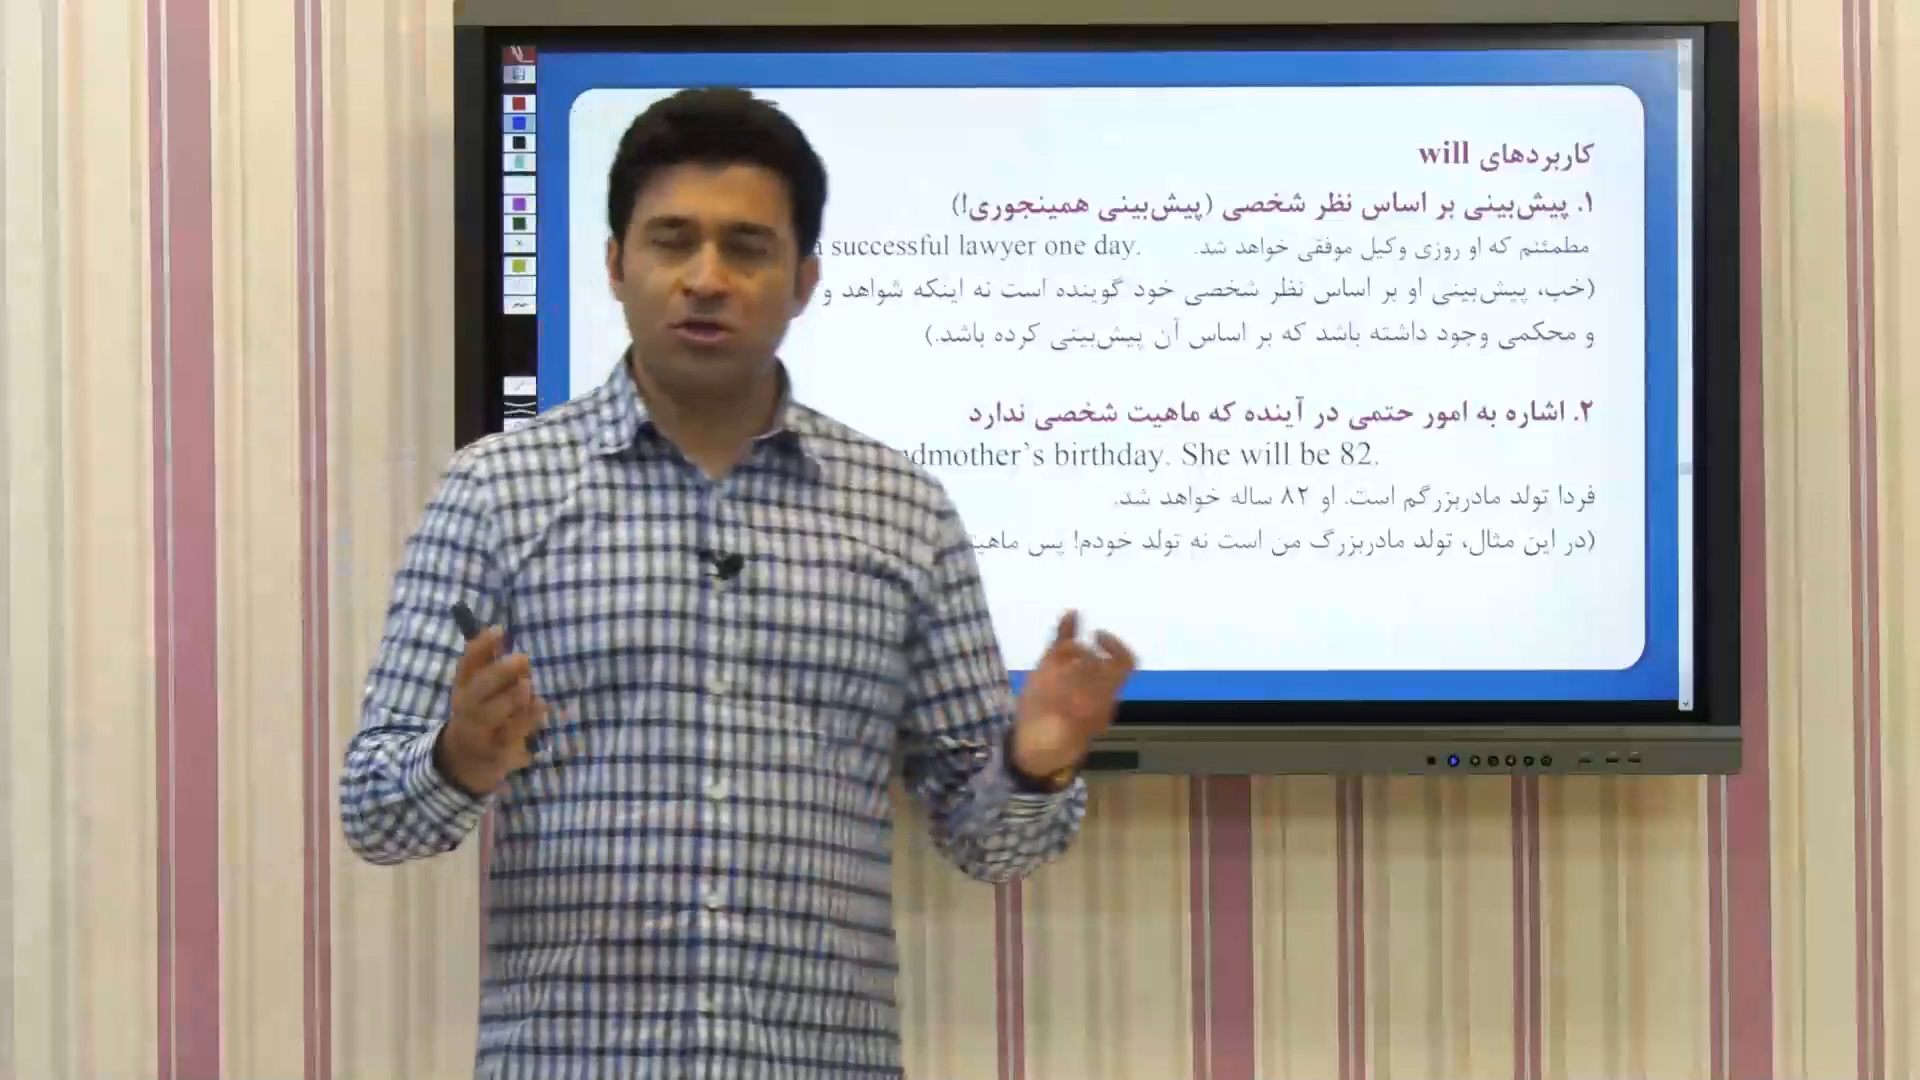 کاربردهای will
۱. پیش‌بینی بر اساس نظر شخصی (پیش‌بینی همینجوری!)
a successful lawyer one day. مطمئنم که او روزی وکیل موفقی خواهد شد.
(خب، پیش‌بینی او بر اساس نظر شخصی خود گوینده است نه اینکه شواهد و
و محکمی وجود داشته باشد که بر اساس آن پیش‌بینی کرده باشد.)
۲. اشاره به امور حتمی در آینده که ماهیت شخصی ندارد
dmother’s birthday. She will be 82.
فردا تولد مادربزرگم است. او ۸۲ ساله خواهد شد.
(در این مثال، تولد مادربزرگ من است نه تولد خودم! پس ماهیت